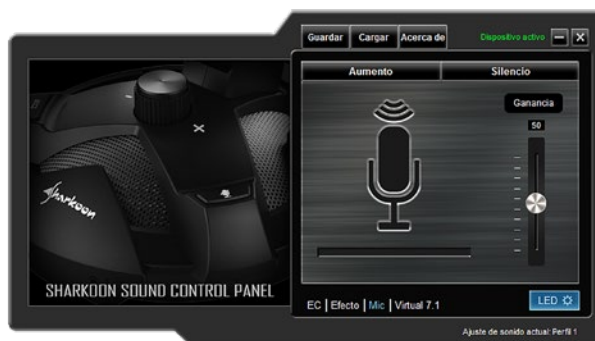 Guardar Cargar Acerca de Dispositivo activo
Aumento Silencio
Ganancia
50
Sharkoon
SHARKOON SOUND CONTROL PANEL
EC | Efecto | Mic | Virtual 7.1
LED
Ajuste de sonido actual: Perfil 1